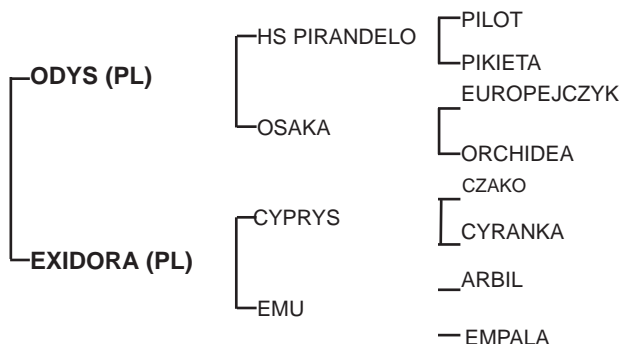 PILOT
HS PIRANDELO
PIKIETA
ODYS (PL)
EUROPEJCZYK
OSAKA
ORCHIDEA
CZAKO
CYPRYS
CYRANKA
EXIDORA (PL)
ARBIL
EMU
EMPALA